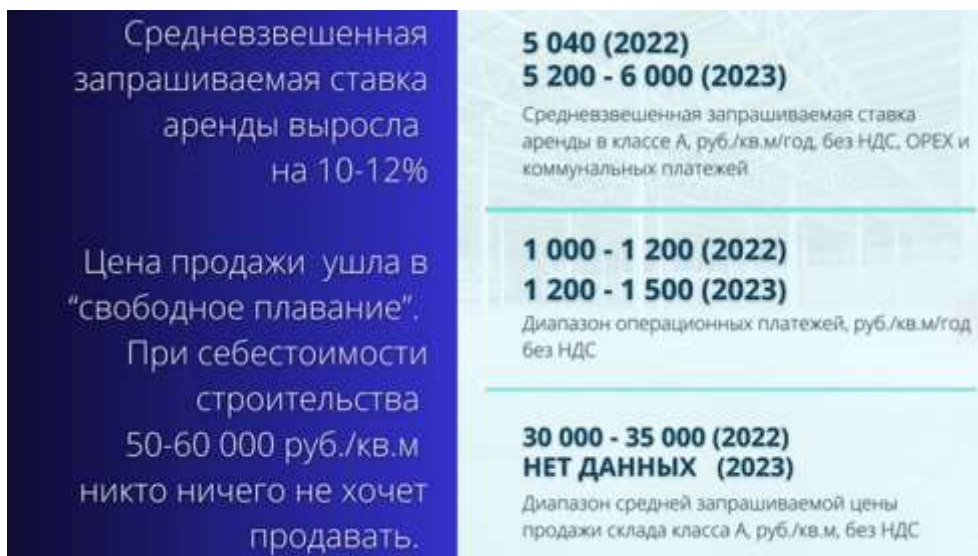 Средневзвешенная
запрашиваемая ставка
аренды выросла
на 10-12%
Цена продажи ушла в
“свободное плавание”.
При себестоимости
строительства
50-60 000 руб./кв.м
никто ничего не хочет
продавать.
5 040 (2022)
5 200 - 6 000 (2023)
Средневзвешенная запрашиваемая ставка
аренды в классе А, руб./кв.м/год, без НДС, OPEX и
коммунальных платежей
1 000 - 1 200 (2022)
1 200 - 1 500 (2023)
Диапазон операционных платежей, руб./кв.м/год
без НДС
30 000 - 35 000 (2022)
НЕТ ДАННЫХ (2023)
Диапазон средней запрашиваемой цены
продажи склада класса А, руб./кв.м, без НДС